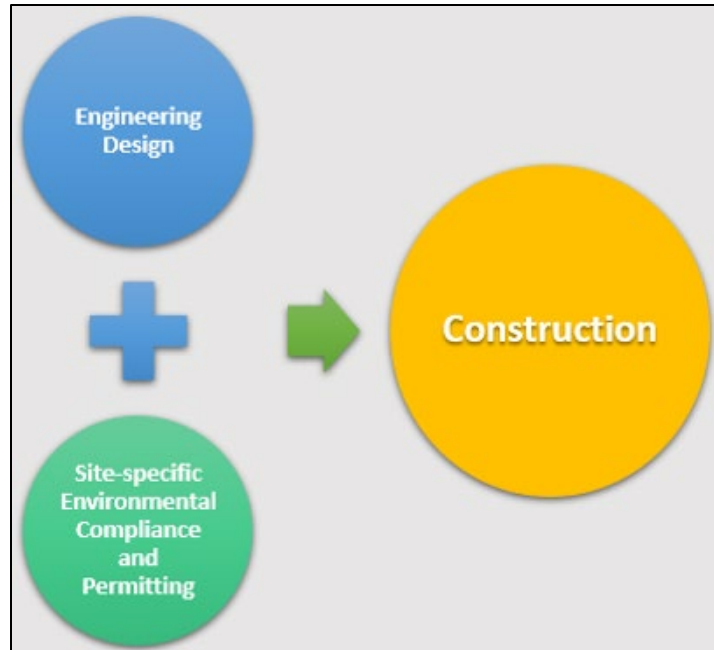 Engineering
Design
Site-specific
Environmental
Compliance
and
Permitting
Construction